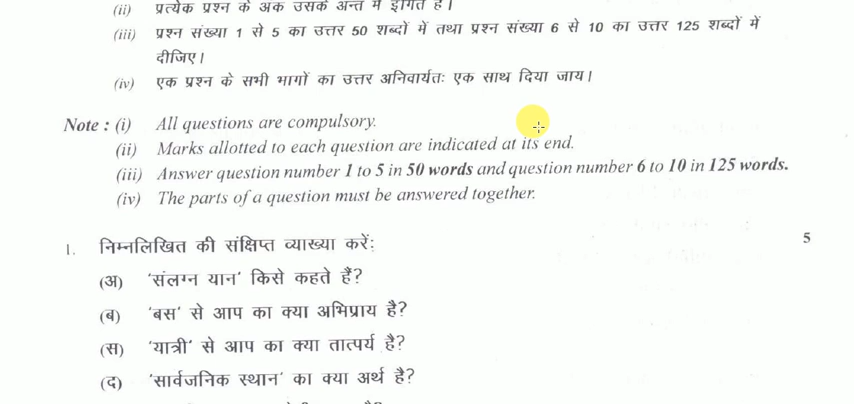 (ii) प्रत्येक प्रश्न के अंक उसके अन्त में इंगित है।
(iii) प्रश्न संख्या 1 से 5 का उत्तर 50 शब्दों में तथा प्रश्न संख्या 6 से 10 का उत्तर 125 शब्दों में
दीजिए।
(iv) एक प्रश्न के सभी भागों का उत्तर अनिवार्यतः एक साथ दिया जाय।
Note : (i) All questions are compulsory.
(ii) Marks allotted to each question are indicated at its end.
(iii) Answer question number 1 to 5 in 50 words and question number 6 to 10 in 125 words.
(iv) The parts of a question must be answered together.
1. निम्नलिखित की संक्षिप्त व्याख्या करें: 5
(अ) 'संलग्न यान' किसे कहते हैं?
(ब) 'बस' से आप का क्या अभिप्राय है?
(स) 'यात्री' से आप का क्या तात्पर्य है?
(द) 'सार्वजनिक स्थान' का क्या अर्थ है?